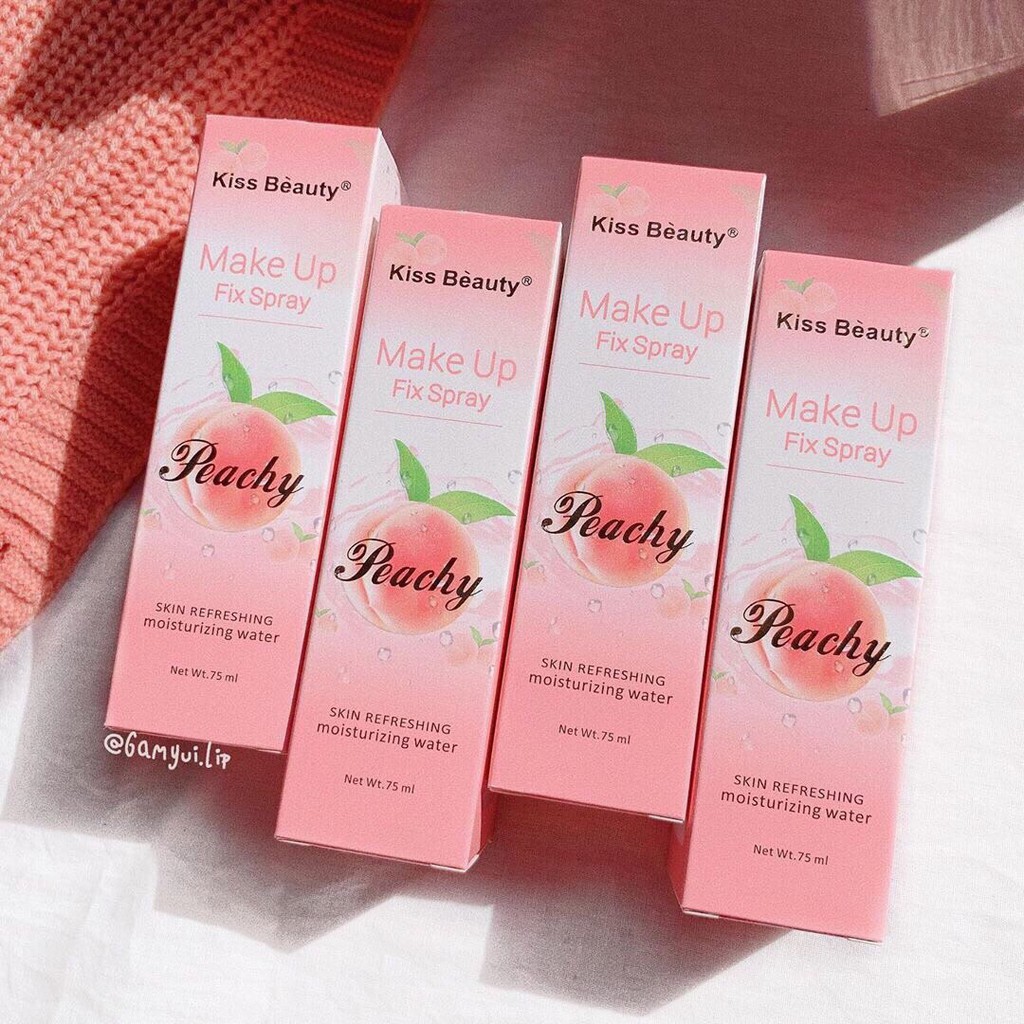 Kiss Bèauty®
Make Up
Fix Spray
Peachy
SKIN REFRESHING
moisturizing water
Net Wt.75 ml
@6amyui.lip
Kiss Bèauty®
Make Up
Fix Spray
Peachy
SKIN REFRESHING
moisturizing water
Net Wt.75 ml
Kiss Bèauty®
Make Up
Fix Spray
Peachy
SKIN REFRESHING
moisturizing water
Net Wt.75 ml
Kiss Bèauty®
Make Up
Fix Spray
Peachy
SKIN REFRESHING
moisturizing water
Net Wt.75 ml